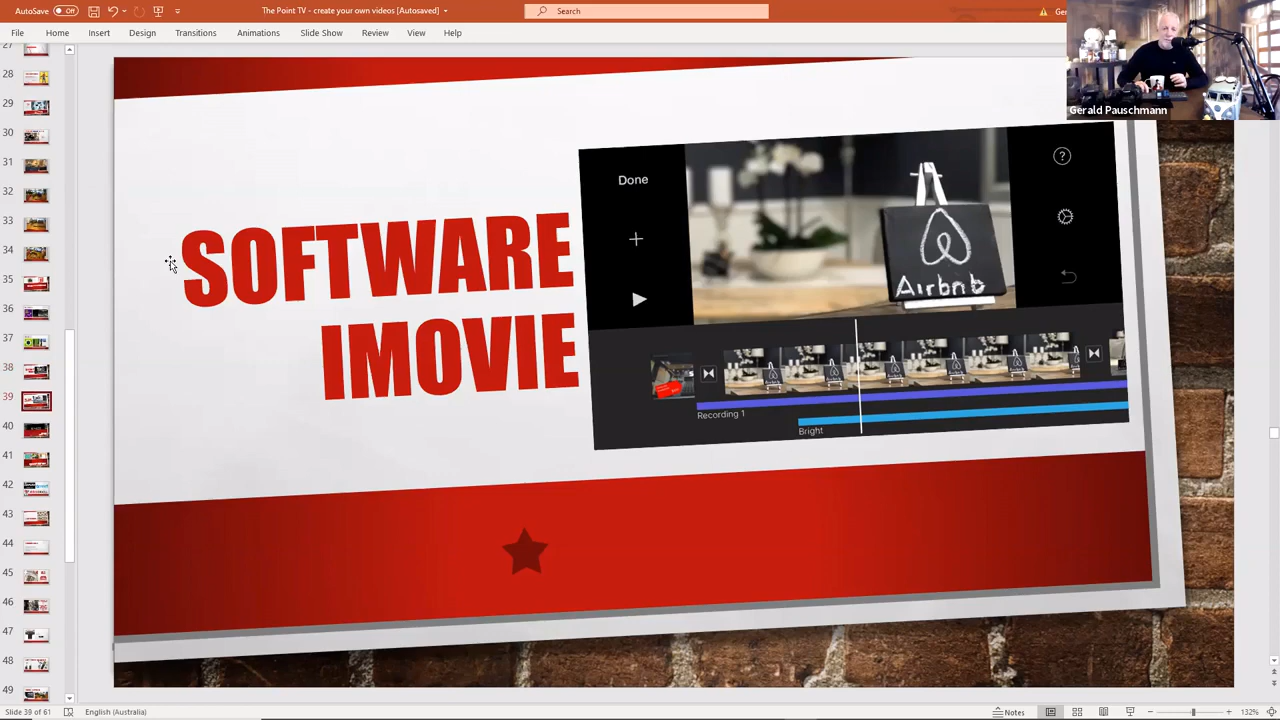 AutoSave Off
The Point TV - create your own videos [Autosaved]
Search
Ge
File Home Insert Design Transitions Animations Slide Show Review View Help
Gerald Pauschmann
28
29
30
31
32
33
34
35
36
37
38
39
41
42
43
44
45
46
47
48
49
SOFTWARE
IMOVIE
Done
?
Airbnb
Recording 1
Bright
Slide 39 of 61
English (Australia)
Notes
132%